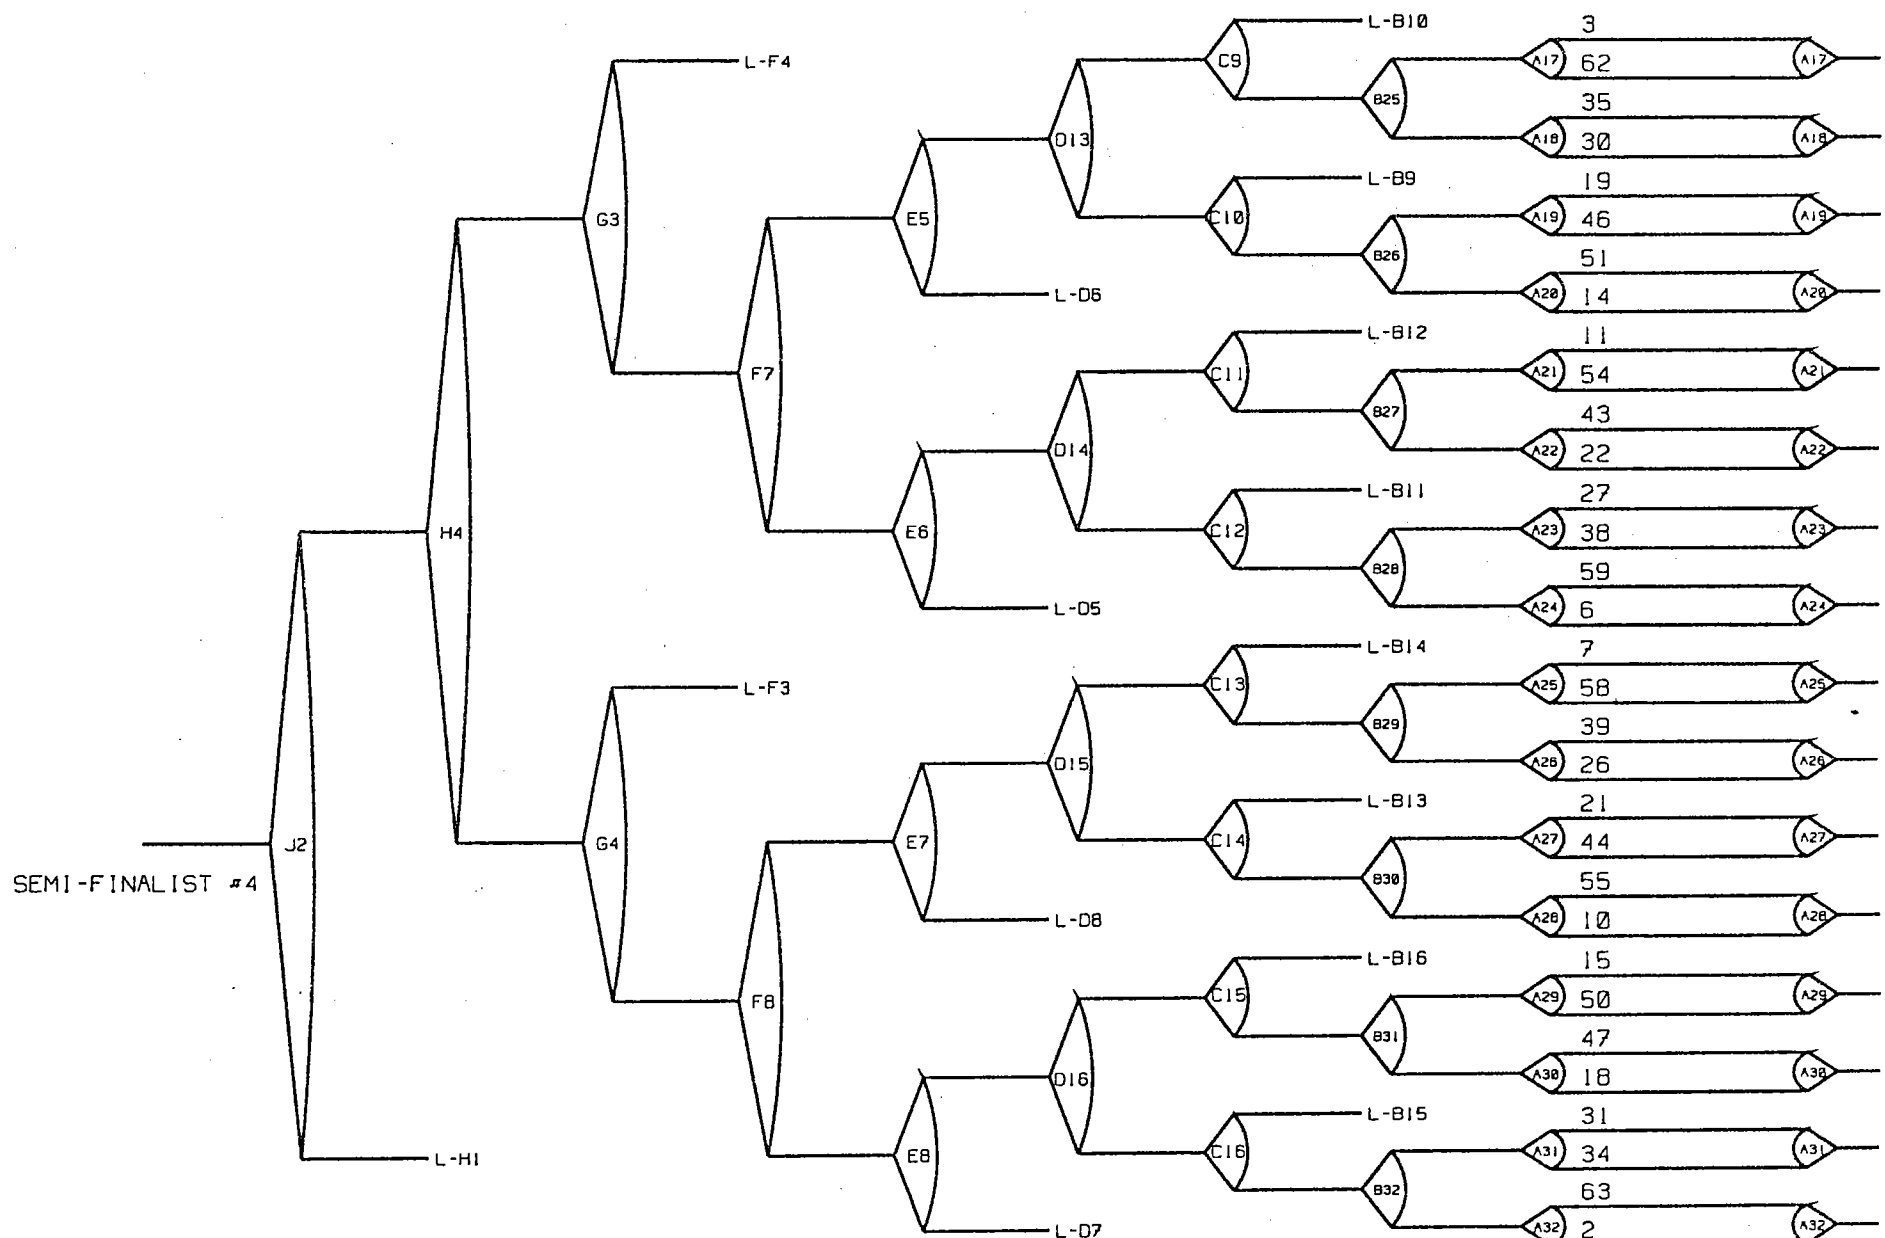 L-B10
3
L-F4
C9
A17
62
A17
B25
35
D13
A18
30
A18
L-B9
19
G3
E5
C10
A19
46
A19
B26
51
L-D6
A20
14
A20
L-B12
11
F7
C11
A21
54
A21
B27
43
D14
A22
22
A22
L-B11
27
H4
E6
C12
A23
38
A23
B28
59
L-D5
A24
6
A24
L-B14
7
L-F3
C13
A25
58
A25
B29
39
D15
A26
26
A26
L-B13
21
J2
G4
E7
C14
A27
44
A27
SEMI-FINALIST #4
B30
55
L-D8
A28
10
A28
L-B16
15
F8
C15
A29
50
A29
B31
47
D16
A30
18
A30
L-B15
31
L-H1
E8
C16
A31
34
A31
B32
63
L-D7
A32
2
A32